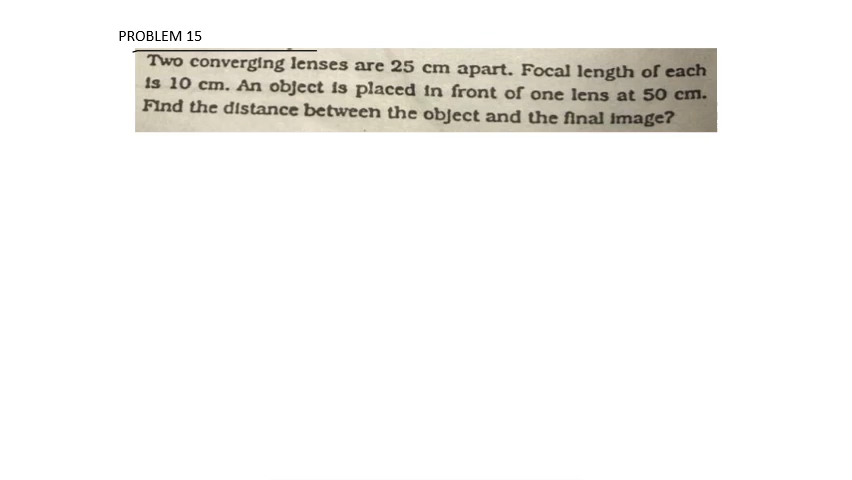 PROBLEM 15
Two converging lenses are 25 cm apart. Focal length of each
is 10 cm. An object is placed in front of one lens at 50 cm.
Find the distance between the object and the final image?